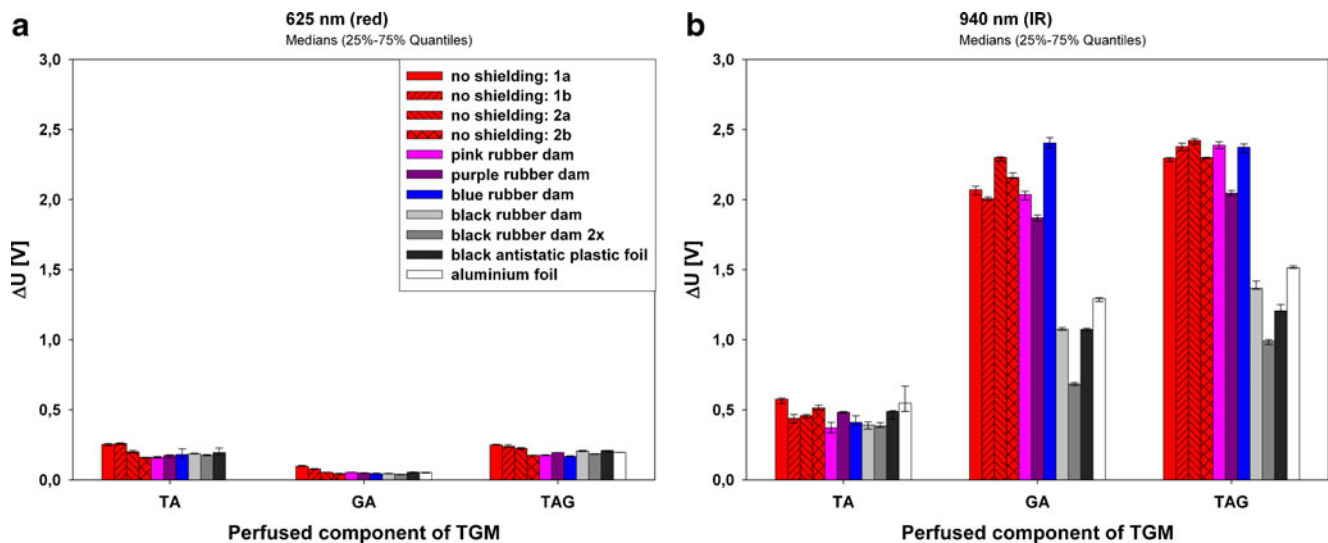 a
625 nm (red)
Medians (25%-75% Quantiles)
3,0
2,5
2,0
1,5
1,0
0,5
0,0
ΔU [V]
no shielding: 1a
no shielding: 1b
no shielding: 2a
no shielding: 2b
pink rubber dam
purple rubber dam
blue rubber dam
black rubber dam
black rubber dam 2x
black antistatic plastic foil
aluminium foil
TA GA TAG
Perfused component of TGM
b
940 nm (IR)
Medians (25%-75% Quantiles)
3,0
2,5
2,0
1,5
1,0
0,5
0,0
ΔU [V]
TA GA TAG
Perfused component of TGM